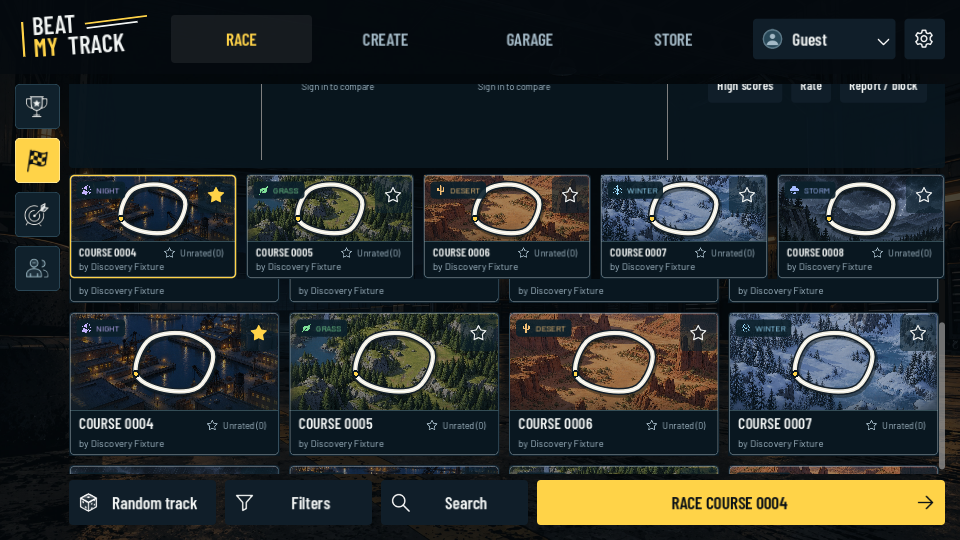 BEAT
MY TRACK
RACE
CREATE
GARAGE
STORE
Guest
Sign in to compare
Sign in to compare
High scores
Rate
Report / block
NIGHT
GRASS
DESERT
WINTER
STORM
COURSE 0004
Unrated (0)
COURSE 0005
Unrated (0)
COURSE 0006
Unrated (0)
COURSE 0007
Unrated (0)
COURSE 0008
Unrated (0)
by Discovery Fixture
by Discovery Fixture
by Discovery Fixture
by Discovery Fixture
by Discovery Fixture
by Discovery Fixture
by Discovery Fixture
by Discovery Fixture
by Discovery Fixture
NIGHT
GRASS
DESERT
WINTER
COURSE 0004
Unrated (0)
COURSE 0005
Unrated (0)
COURSE 0006
Unrated (0)
COURSE 0007
Unrated (0)
by Discovery Fixture
by Discovery Fixture
by Discovery Fixture
by Discovery Fixture
Random track
Filters
Search
RACE COURSE 0004